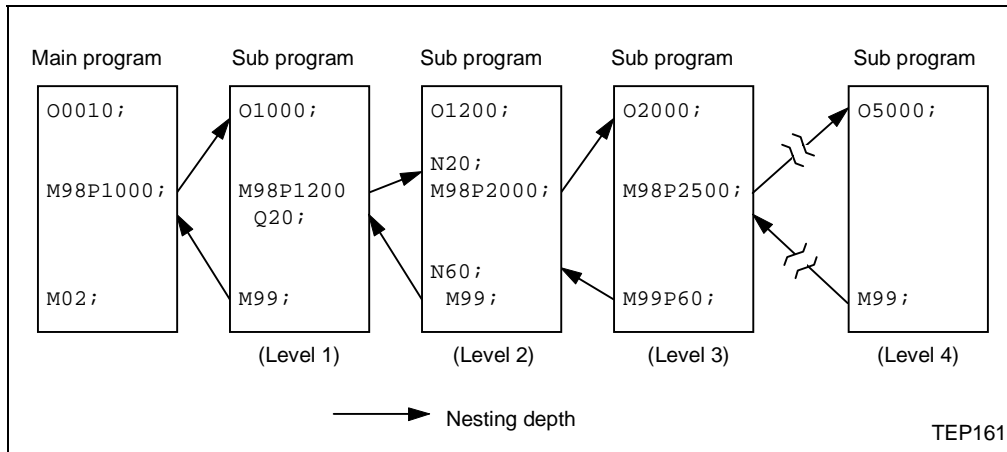 Main program
O0010;
M98P1000;
M02;
Sub program
O1000;
M98P1200
Q20;
M99;
(Level 1)
Sub program
O1200;
N20;
M98P2000;
N60;
M99;
(Level 2)
Sub program
O2000;
M98P2500;
M99P60;
(Level 3)
Sub program
O5000;
M99;
(Level 4)
Nesting depth
TEP161